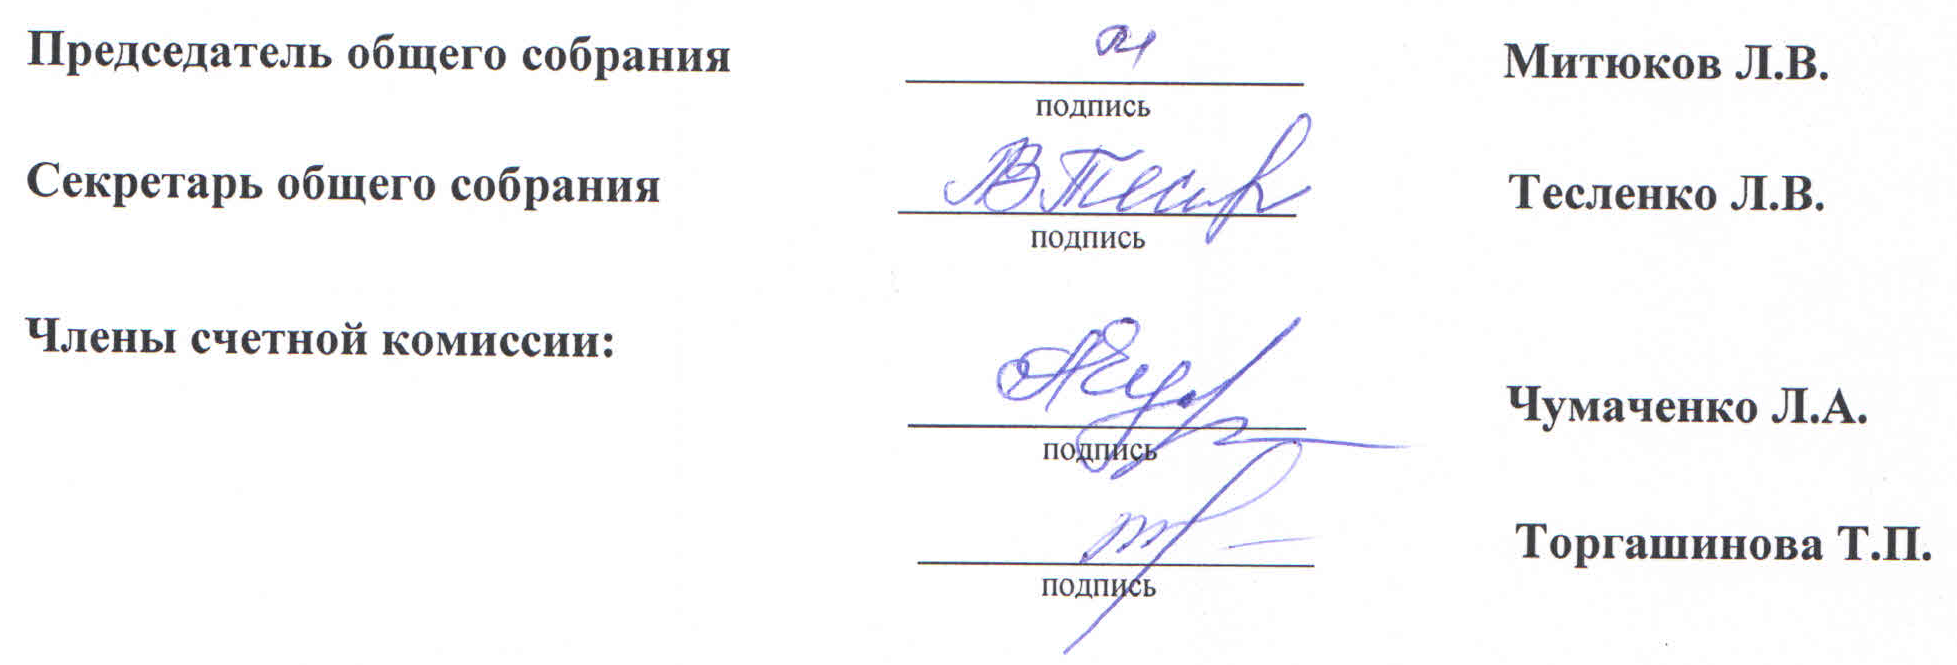 Председатель общего собрания Митюков Л.В.
подпись
Секретарь общего собрания Тесленко Л.В.
подпись
Члены счетной комиссии:
Чумаченко Л.А.
подпись
Торгашинова Т.П.
подпись